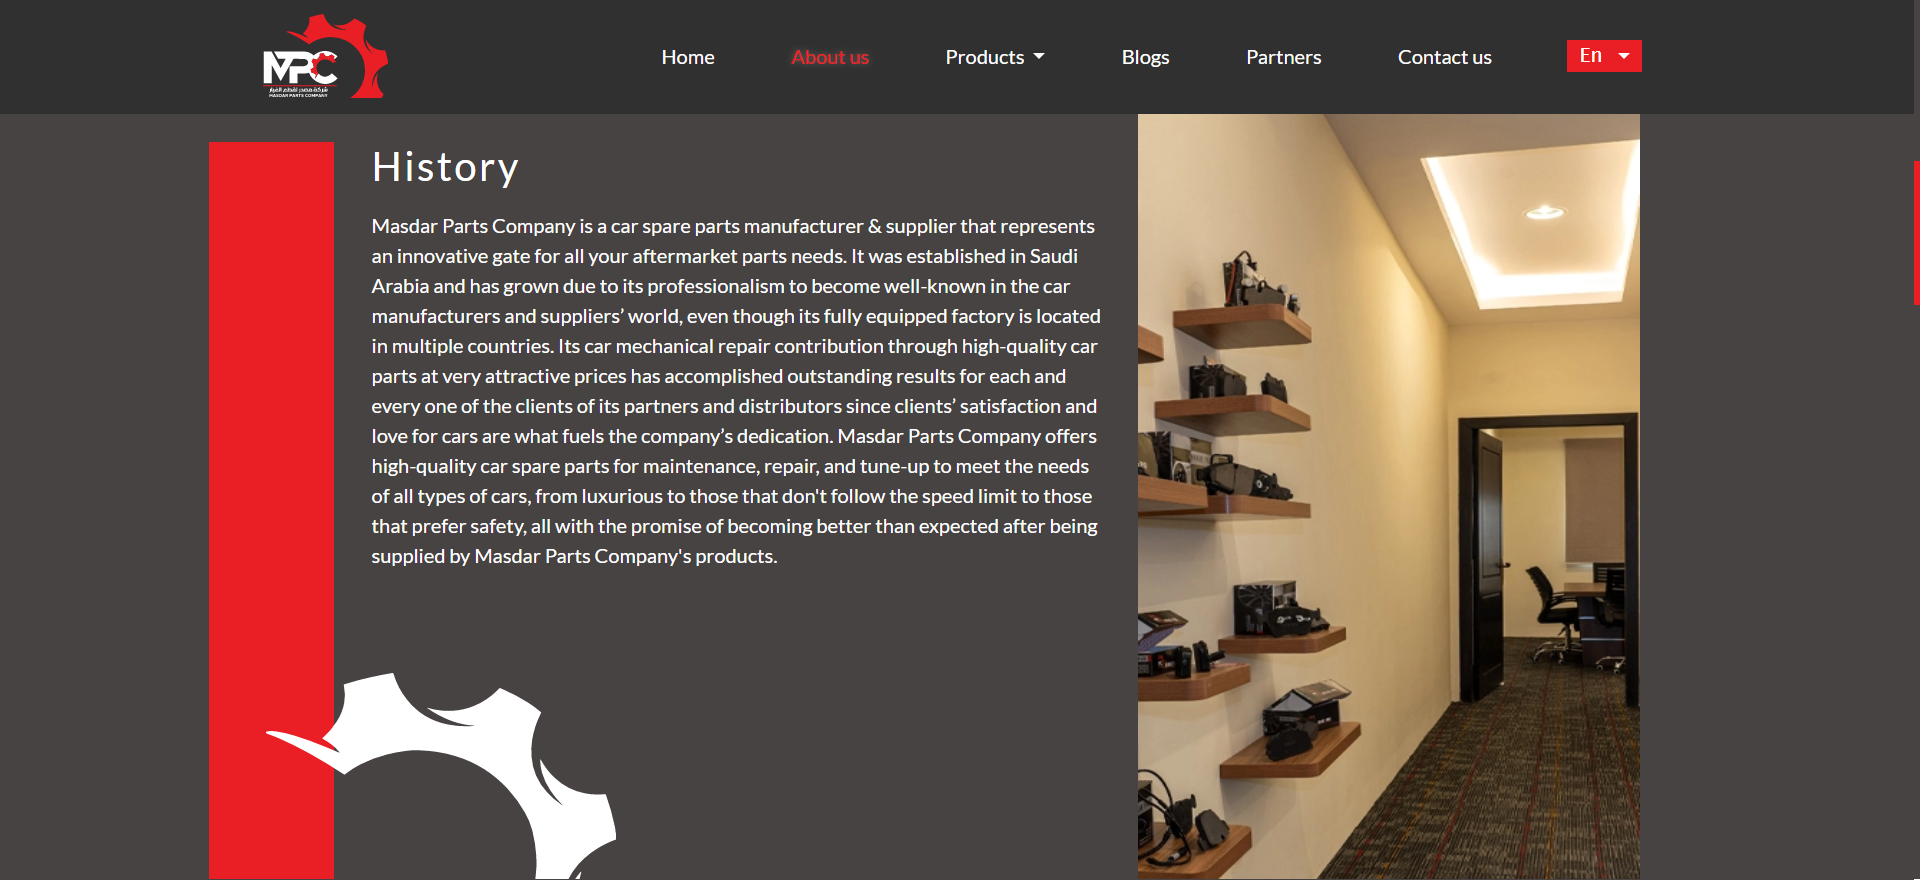 MPC
شركة مصدر لقطع الغيار
MASDAR PARTS COMPANY
Home
About us
Products
Blogs
Partners
Contact us
En
History
Masdar Parts Company is a car spare parts manufacturer & supplier that represents
an innovative gate for all your aftermarket parts needs. It was established in Saudi
Arabia and has grown due to its professionalism to become well-known in the car
manufacturers and suppliers’ world, even though its fully equipped factory is located
in multiple countries. Its car mechanical repair contribution through high-quality car
parts at very attractive prices has accomplished outstanding results for each and
every one of the clients of its partners and distributors since clients’ satisfaction and
love for cars are what fuels the company’s dedication. Masdar Parts Company offers
high-quality car spare parts for maintenance, repair, and tune-up to meet the needs
of all types of cars, from luxurious to those that don't follow the speed limit to those
that prefer safety, all with the promise of becoming better than expected after being
supplied by Masdar Parts Company's products.